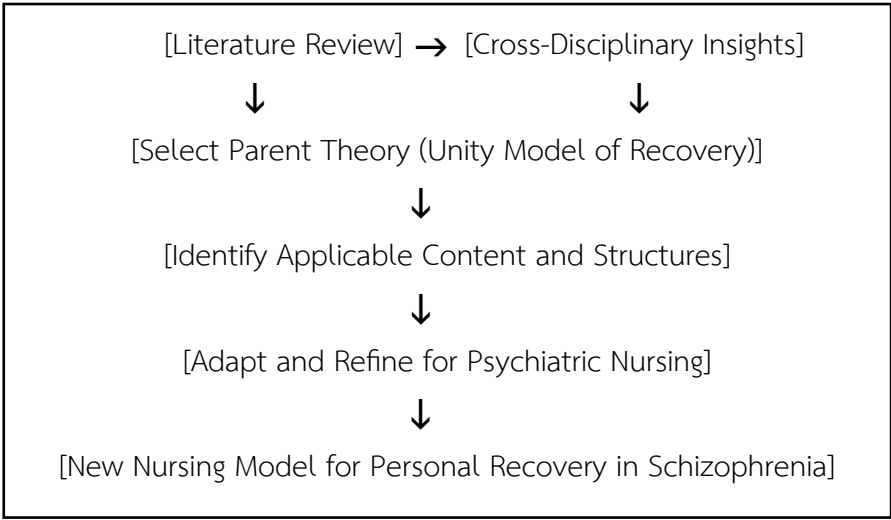 [Literature Review] → [Cross-Disciplinary Insights]
↓ ↓
[Select Parent Theory (Unity Model of Recovery)]
↓
[Identify Applicable Content and Structures]
↓
[Adapt and Refine for Psychiatric Nursing]
↓
[New Nursing Model for Personal Recovery in Schizophrenia]